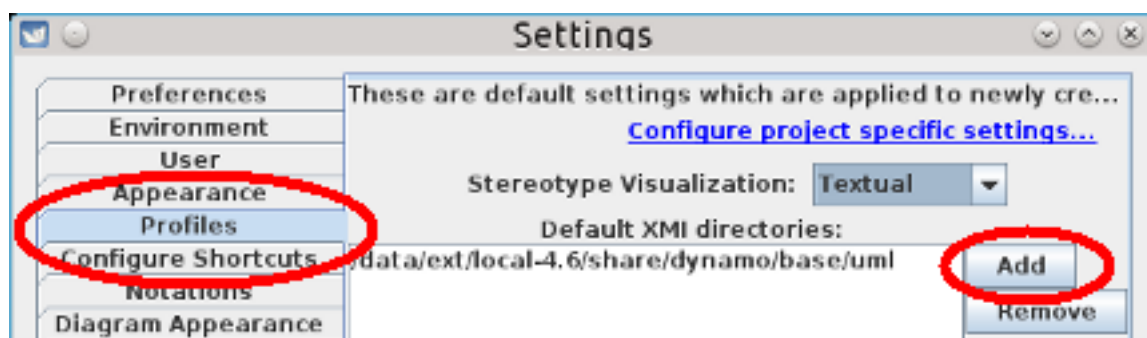 Settings
Preferences
Environment
User
Appearance
Profiles
Configure Shortcuts
Notations
Diagram Appearance
These are default settings which are applied to newly cre...
Configure project specific settings...
Stereotype Visualization: Textual
Default XMI directories:
/data/ext/local-4.6/share/dynamo/base/uml
Add
Remove